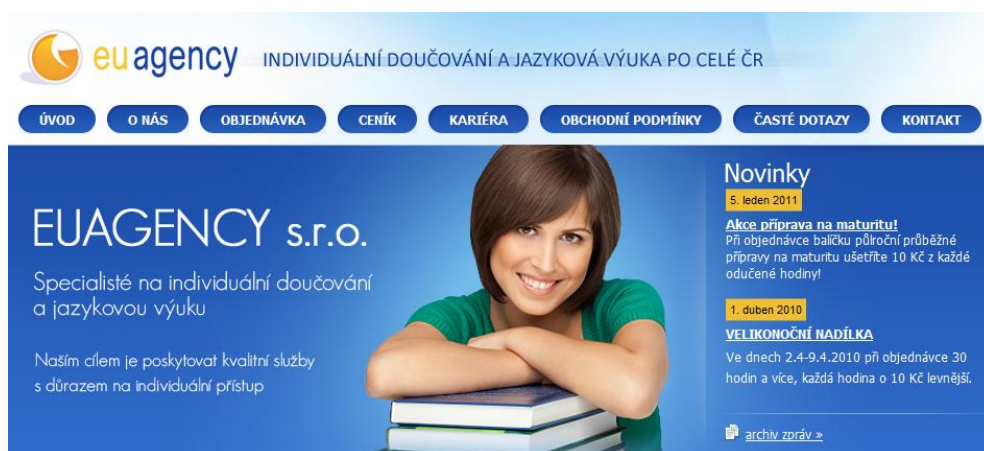 euagency INDIVIDUÁLNÍ DOUČOVÁNÍ A JAZYKOVÁ VÝUKA PO CELÉ ČR
ÚVOD O NÁS OBJEDNÁVKA CENÍK KARIÉRA OBCHODNÍ PODMÍNKY ČASTÉ DOTAZY KONTAKT
EUAGENCY s.r.o.
Specialisté na individuální doučování
a jazykovou výuku
Naším cílem je poskytovat kvalitní služby
s důrazem na individuální přístup
Novinky
5. leden 2011
Akce příprava na maturitu!
Při objednávce balíčku půlroční průběžné
přípravy na maturitu ušetříte 10 Kč z každé
odučené hodiny!
1. duben 2010
VELIKONOČNÍ NADÍLKA
Ve dnech 2.4-9.4.2010 při objednávce 30
hodin a více, každá hodina o 10 Kč levnější.
archiv zpráv »